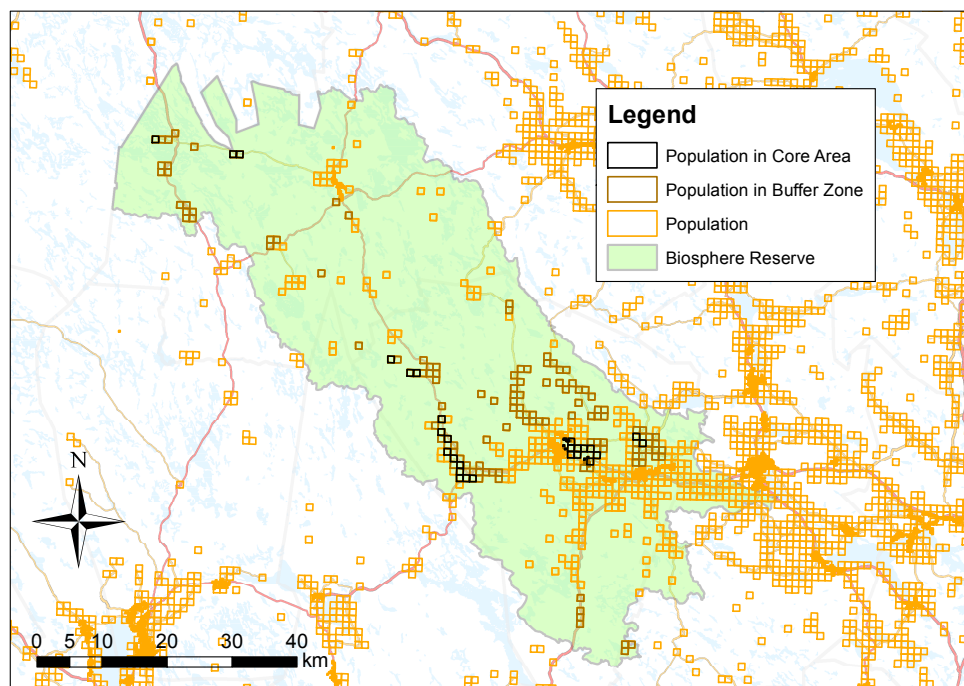 Legend
Population in Core Area
Population in Buffer Zone
Population
Biosphere Reserve
N
0 5 10 20 30 40
km